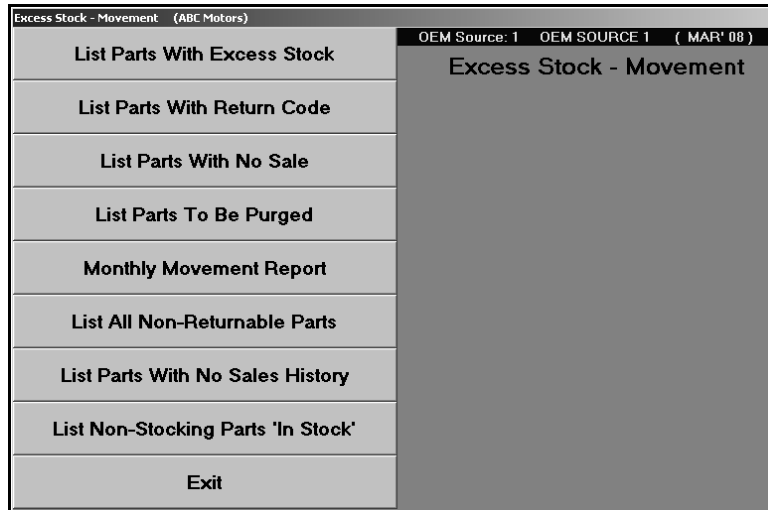 Excess Stock - Movement (ABC Motors)
OEM Source: 1 OEM SOURCE 1 ( MAR' 08 )
Excess Stock - Movement
List Parts With Excess Stock
List Parts With Return Code
List Parts With No Sale
List Parts To Be Purged
Monthly Movement Report
List All Non-Returnable Parts
List Parts With No Sales History
List Non-Stocking Parts 'In Stock'
Exit